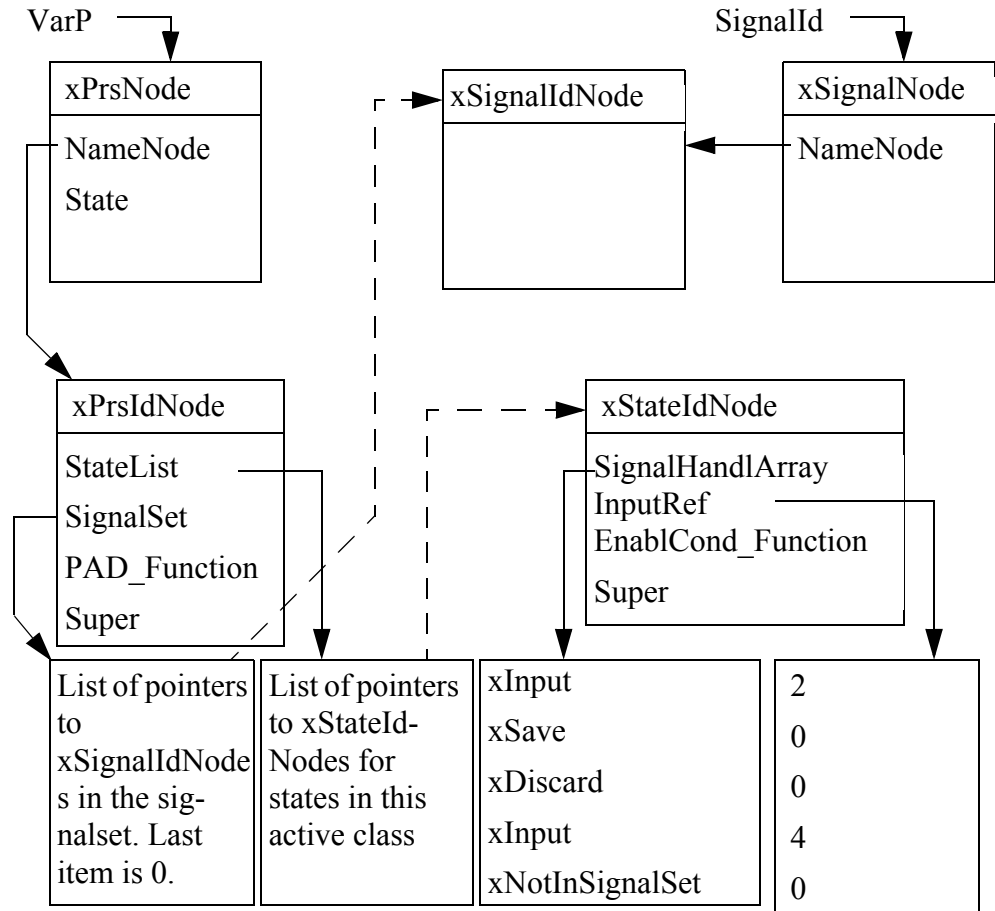 VarP
SignalId
xPrsNode
NameNode
State
xSignalIdNode
xSignalNode
NameNode
xPrsIdNode
StateList
SignalSet
PAD_Function
Super
xStateIdNode
SignalHandlArray
InputRef
EnablCond_Function
Super
List of pointers
to
xSignalIdNode
s in the sig-
nalset. Last
item is 0.
List of pointers
to xStateId-
Nodes for
states in this
active class
xInput
xSave
xDiscard
xInput
xNotInSignalSet
2
0
0
4
0